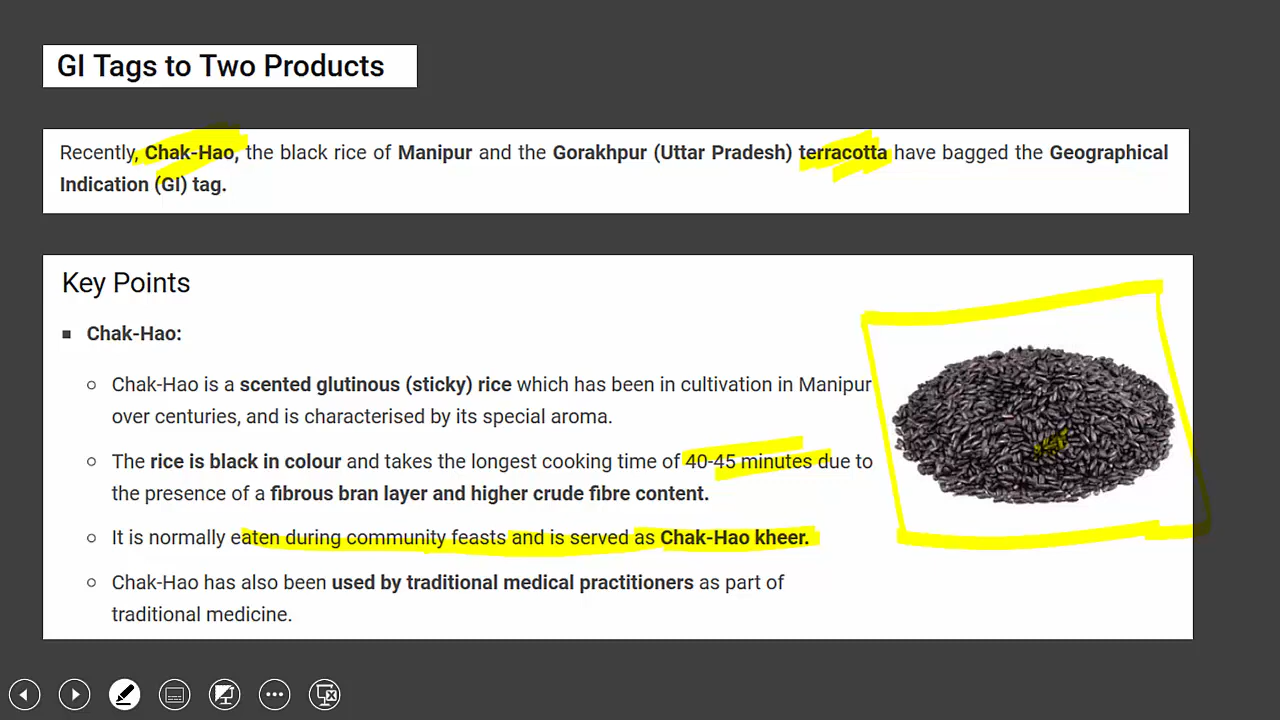 GI Tags to Two Products
Recently, Chak-Hao, the black rice of Manipur and the Gorakhpur (Uttar Pradesh) terracotta have bagged the Geographical
Indication (GI) tag.
Key Points
Chak-Hao:
Chak-Hao is a scented glutinous (sticky) rice which has been in cultivation in Manipur
over centuries, and is characterised by its special aroma.
The rice is black in colour and takes the longest cooking time of 40-45 minutes due to
the presence of a fibrous bran layer and higher crude fibre content.
It is normally eaten during community feasts and is served as Chak-Hao kheer.
Chak-Hao has also been used by traditional medical practitioners as part of
traditional medicine.